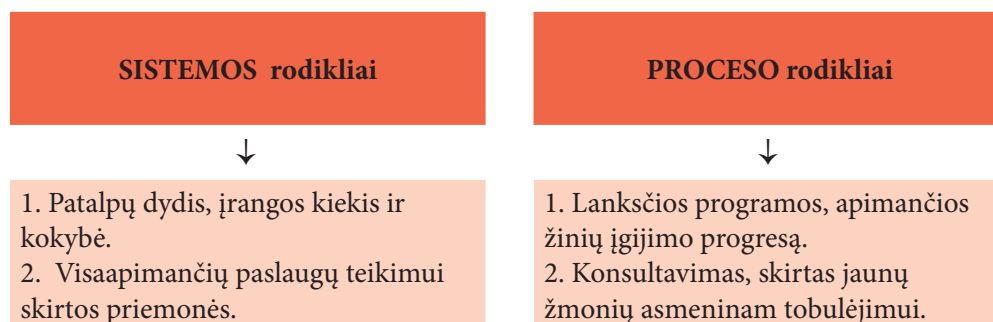 SISTEMOS rodikliai
↓
1. Patalpų dydis, įrangos kiekis ir
kokybė.
2. Visaapimančių paslaugų teikimui
skirtos priemonės.
PROCESO rodikliai
↓
1. Lanksčios programos, apimančios
žinių įgijimo progresą.
2. Konsultavimas, skirtas jaunų
žmonių asmeninam tobulėjimui.